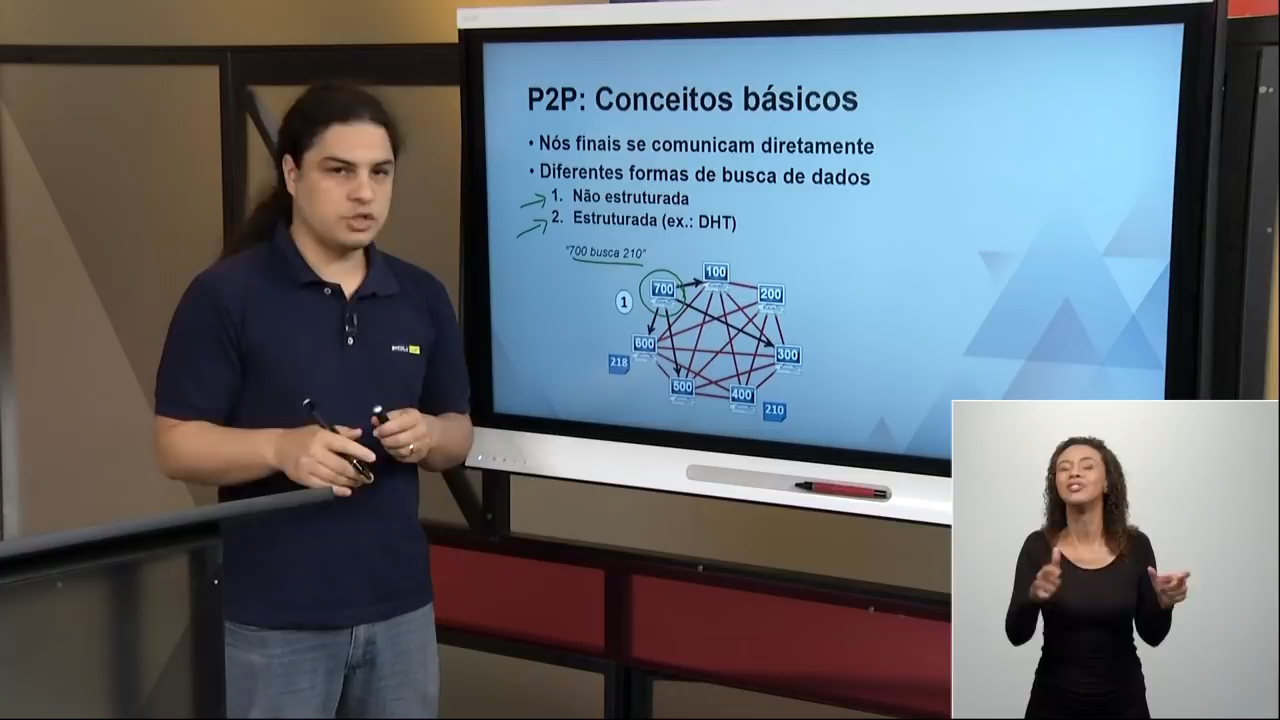 P2P: Conceitos básicos
• Nós finais se comunicam diretamente
• Diferentes formas de busca de dados
1. Não estruturada
2. Estruturada (ex.: DHT)
"700 busca 210"
100
700
200
1
600
300
218
500
400
210